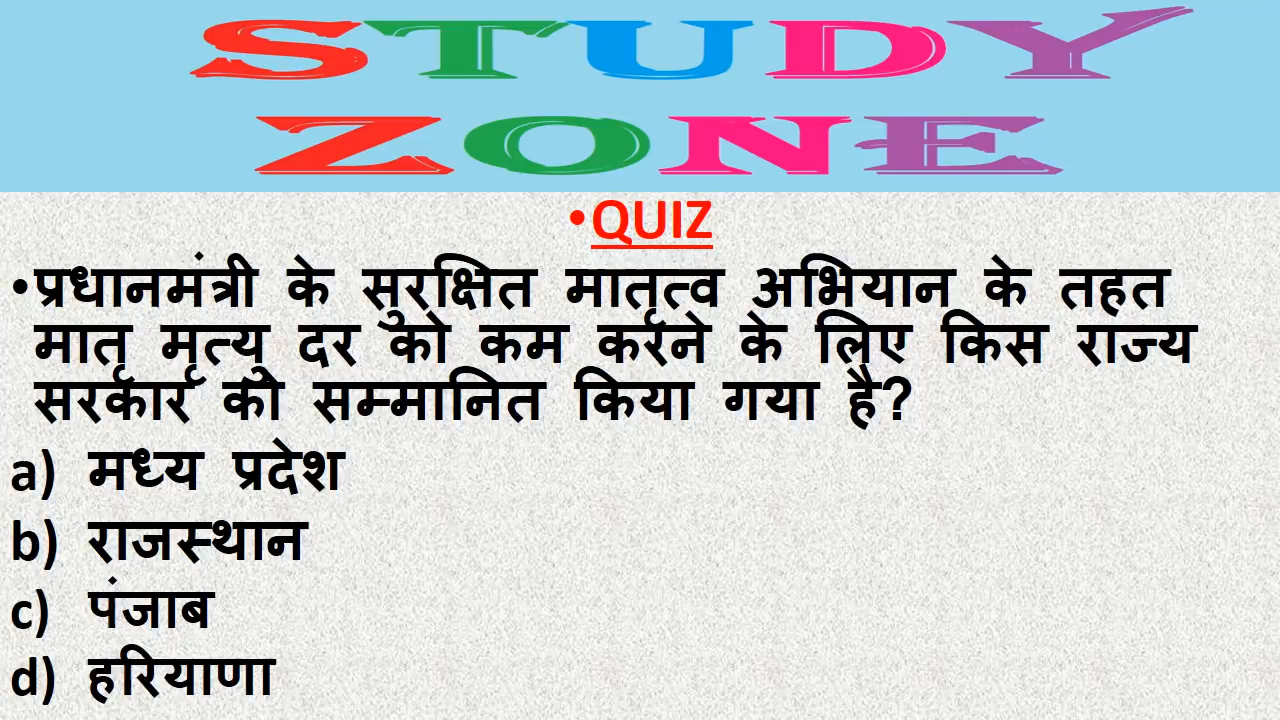 STUDY
ZONE
•QUIZ
•प्रधानमंत्री के सुरक्षित मातृत्व अभियान के तहत
मातृ मृत्यु दर को कम करने के लिए किस राज्य
सरकार को सम्मानित किया गया है?
a) मध्य प्रदेश
b) राजस्थान
c) पंजाब
d) हरियाणा